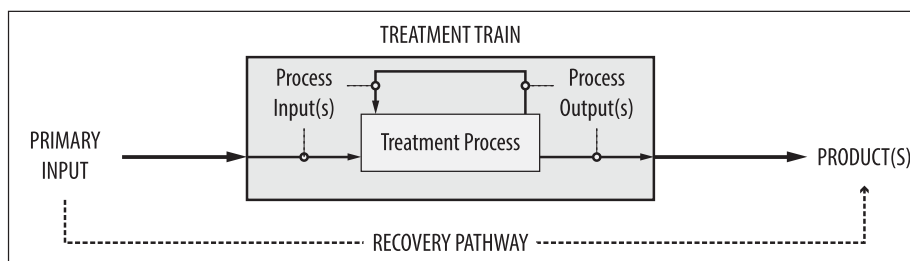 TREATMENT TRAIN
Process
Input(s)
Process
Output(s)
Treatment Process
PRIMARY
INPUT
PRODUCT(S)
RECOVERY PATHWAY